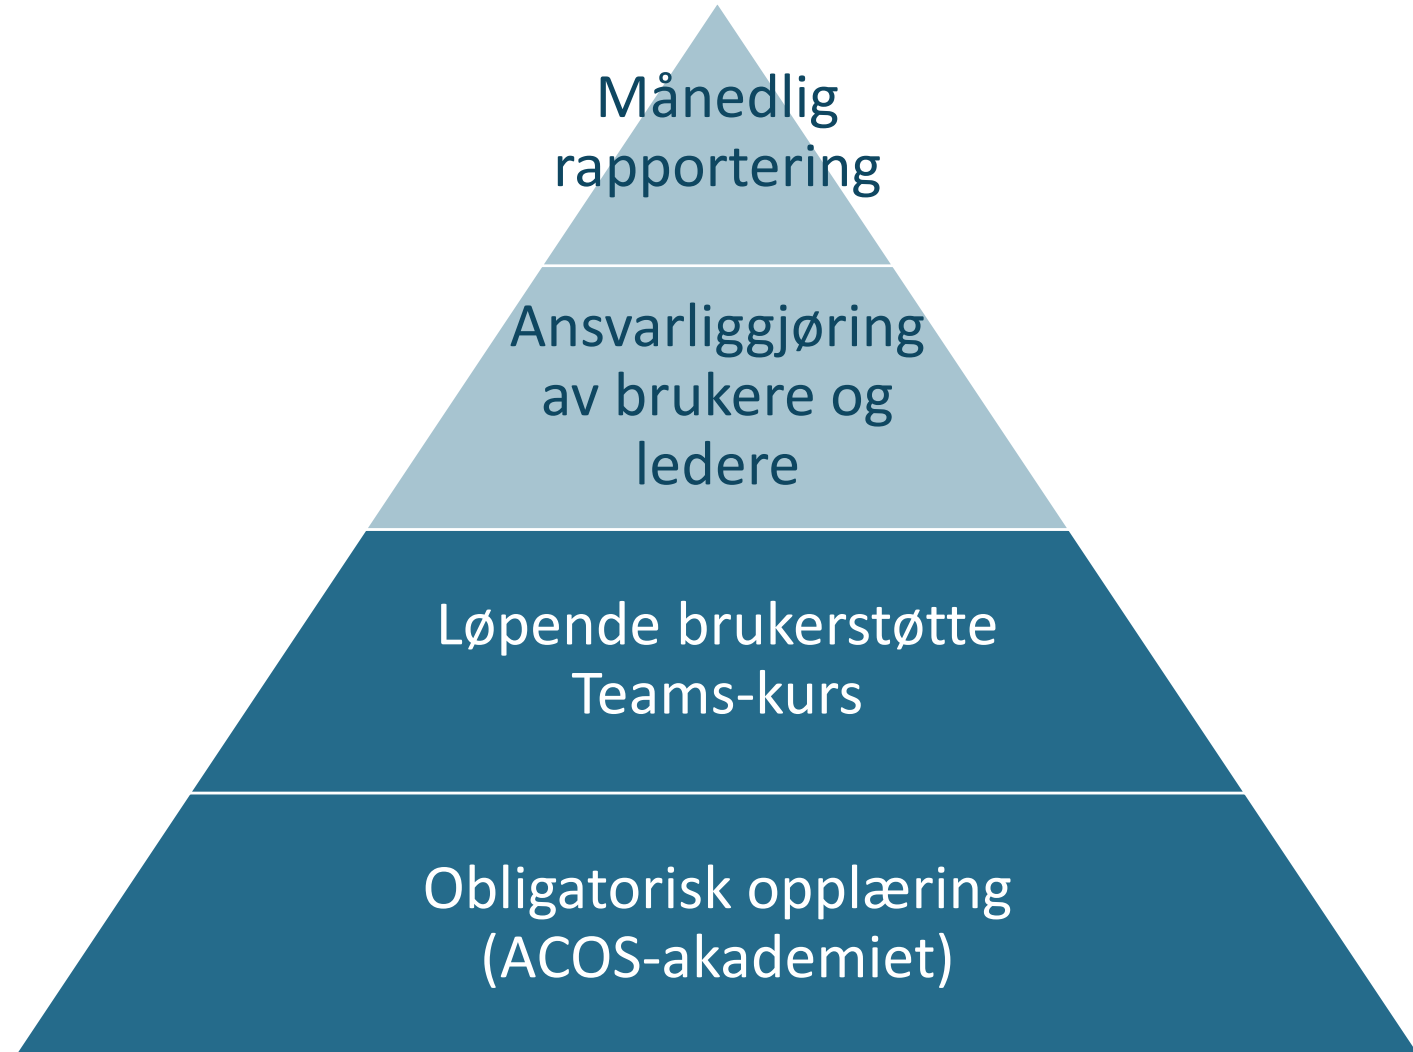 Månedlig
rapportering
Ansvarliggjøring
av brukere og
ledere
Løpende brukerstøtte
Teams-kurs
Obligatorisk opplæring
(ACOS-akademiet)